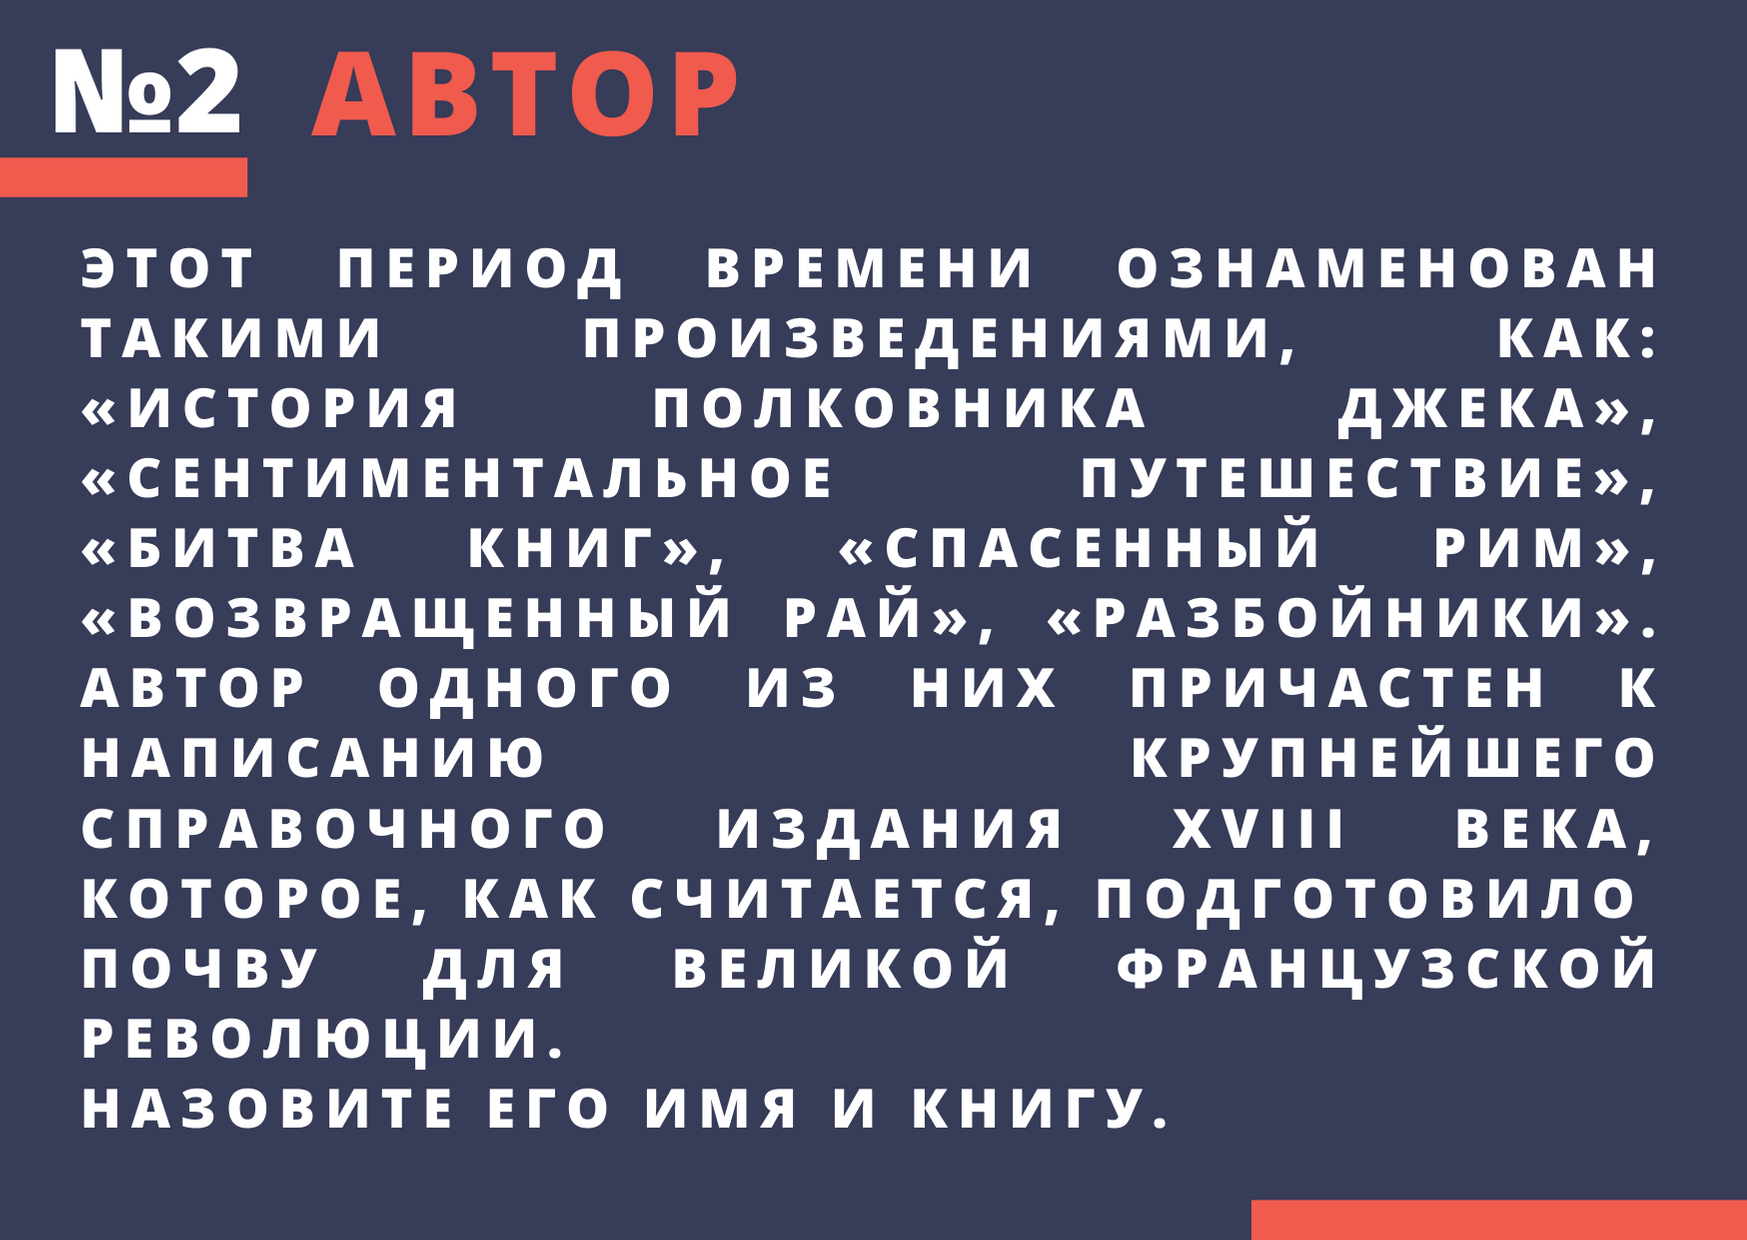 №2 АВТОР
ЭТОТ ПЕРИОД ВРЕМЕНИ ОЗНАМЕНОВАН
ТАКИМИ ПРОИЗВЕДЕНИЯМИ, КАК:
«ИСТОРИЯ ПОЛКОВНИКА ДЖЕКА»,
«СЕНТИМЕНТАЛЬНОЕ ПУТЕШЕСТВИЕ»,
«БИТВА КНИГ», «СПАСЕННЫЙ РИМ»,
«ВОЗВРАЩЕННЫЙ РАЙ», «РАЗБОЙНИКИ».
АВТОР ОДНОГО ИЗ НИХ ПРИЧАСТЕН К
НАПИСАНИЮ КРУПНЕЙШЕГО
СПРАВОЧНОГО ИЗДАНИЯ XVIII ВЕКА,
КОТОРОЕ, КАК СЧИТАЕТСЯ, ПОДГОТОВИЛО
ПОЧВУ ДЛЯ ВЕЛИКОЙ ФРАНЦУЗСКОЙ
РЕВОЛЮЦИИ.
НАЗОВИТЕ ЕГО ИМЯ И КНИГУ.